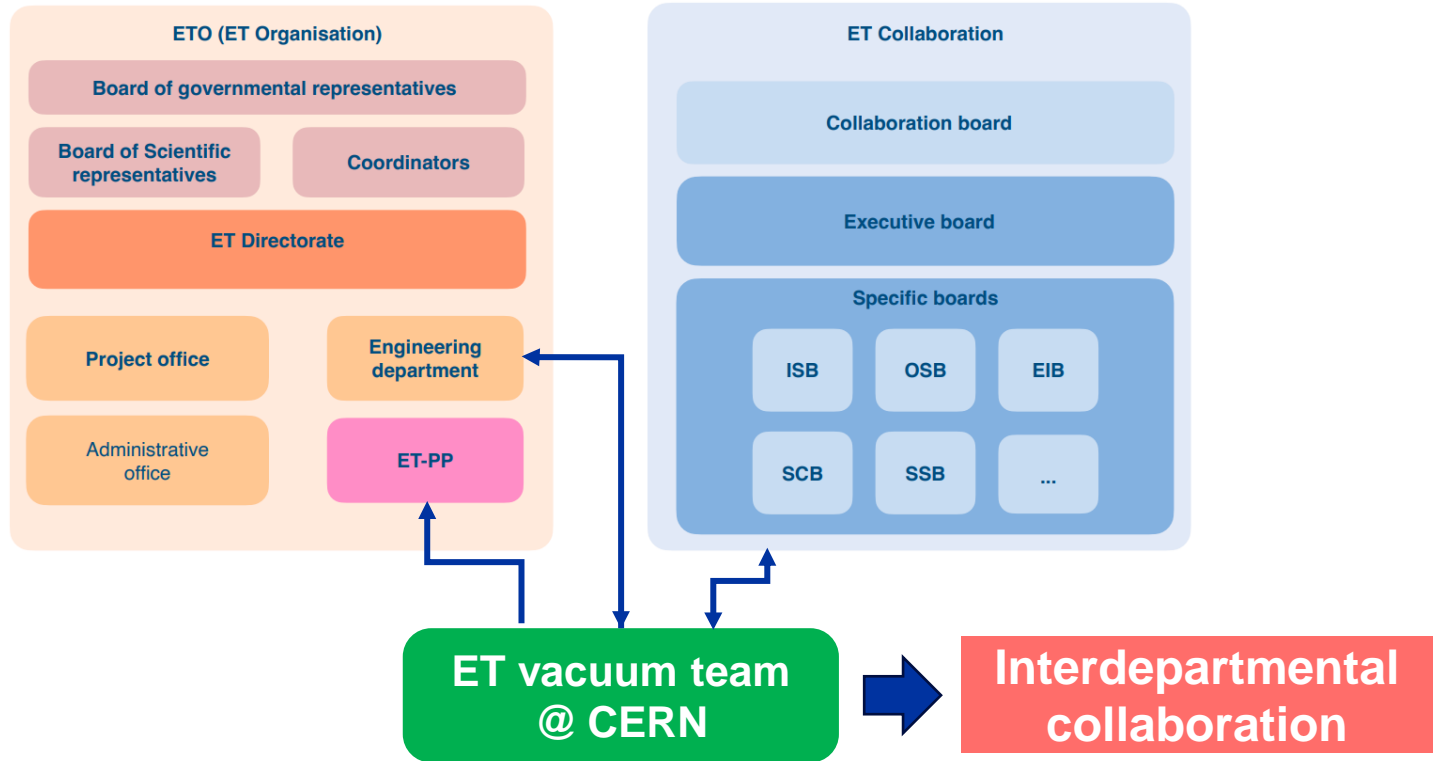 ETO (ET Organisation)
Board of governmental representatives
Board of Scientific
representatives
Coordinators
ET Directorate
Project office
Engineering
department
Administrative
office
ET-PP
ET Collaboration
Collaboration board
Executive board
Specific boards
ISB
OSB
EIB
SCB
SSB
...
ET vacuum team
@ CERN
Interdepartmental
collaboration